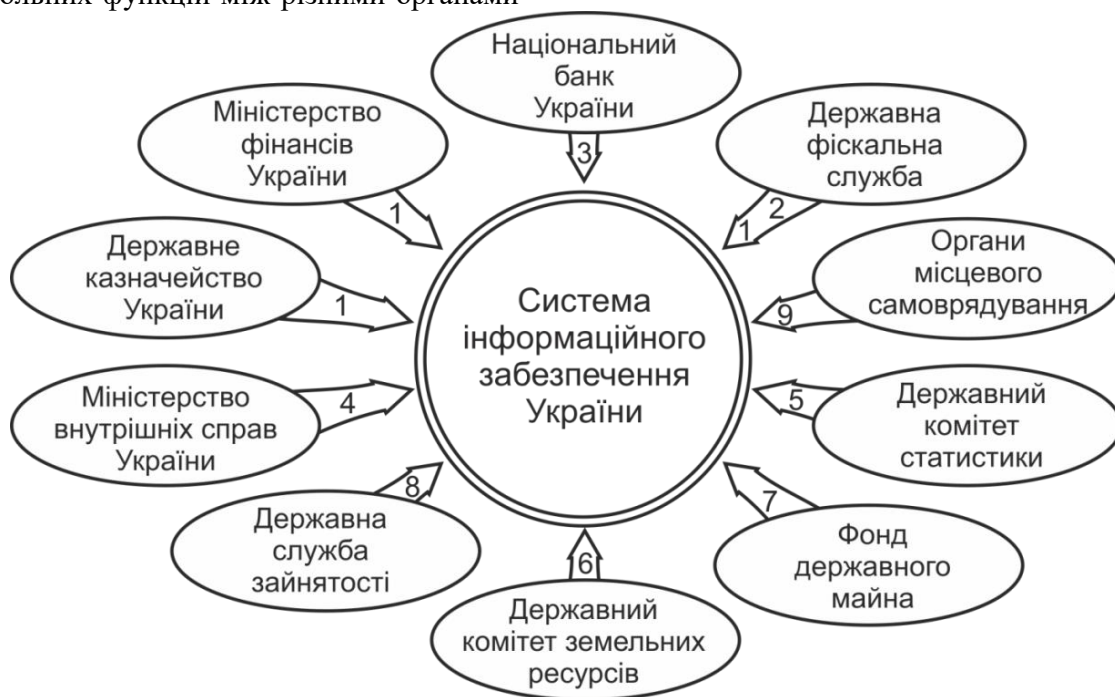 ольних функцій між різними органами
Національний
банк
України
3
Міністерство
фінансів
України
1
Державна
фіскальна
служба
2
1
Державне
казначейство
України
1
Органи
місцевого
самоврядування
9
Система
інформаційного
забезпечення
України
Міністерство
внутрішніх справ
України
4
Державний
комітет
статистики
5
Державна
служба
зайнятості
8
Фонд
державного
майна
7
Державний
комітет земельних
ресурсів
6